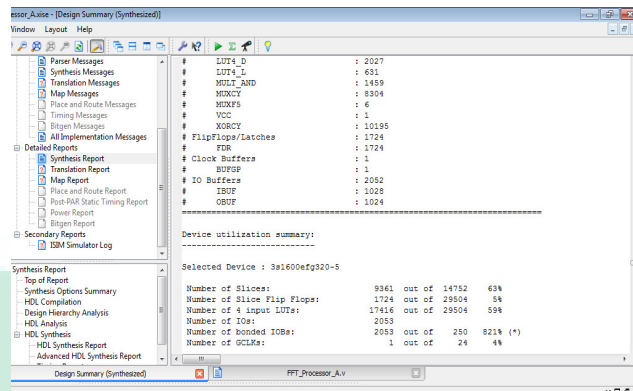 essor_A.xise - [Design Summary (Synthesized)]
Window Layout Help
Parser Messages
Synthesis Messages
Translation Messages
Map Messages
Place and Route Messages
Timing Messages
Bitgen Messages
All Implementation Messages
Detailed Reports
Synthesis Report
Translation Report
Map Report
Place and Route Report
Post-PAR Static Timing Report
Power Report
Bitgen Report
Secondary Reports
ISIM Simulator Log
Synthesis Report
Top of Report
Synthesis Options Summary
HDL Compilation
Design Hierarchy Analysis
HDL Analysis
HDL Synthesis
HDL Synthesis Report
Advanced HDL Synthesis Report
# LUT4_D : 2027
# LUT4_L : 631
# MULT_AND : 1459
# MUXCY : 8304
# MUXF5 : 6
# VCC : 1
# XORCY : 10195
# FlipFlops/Latches : 1724
# FDR : 1724
# Clock Buffers : 1
# BUFGP : 1
# IO Buffers : 2052
# IBUF : 1028
# OBUF : 1024
=========================================================================
Device utilization summary:
---------------------------
Selected Device : 3s1600efg320-5
Number of Slices: 9361 out of 14752 63%
Number of Slice Flip Flops: 1724 out of 29504 5%
Number of 4 input LUTs: 17416 out of 29504 59%
Number of IOs: 2053
Number of bonded IOBs: 2053 out of 250 821% (*)
Number of GCLKs: 1 out of 24 4%
Design Summary (Synthesized)
FFT_Processor_A.v